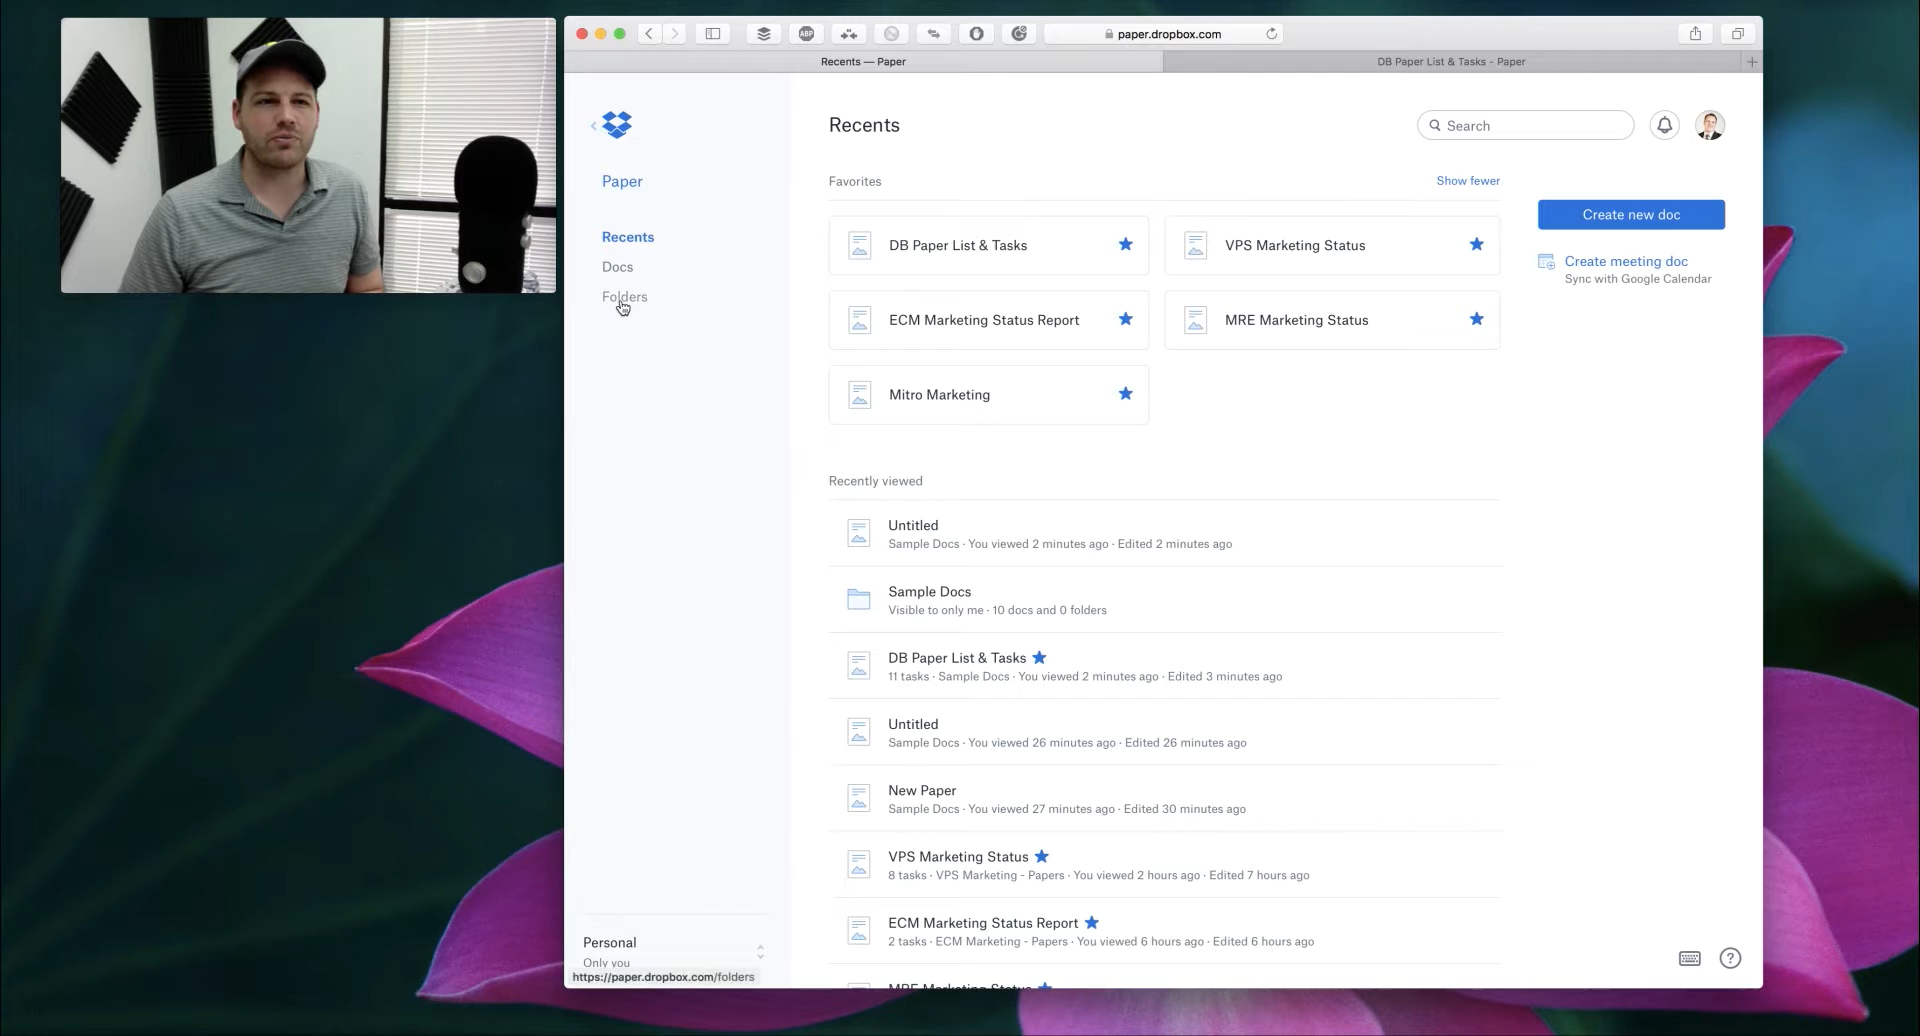 ABP
paper.dropbox.com
Recents — Paper
DB Paper List & Tasks - Paper
Recents
Search
Paper
Favorites
Show fewer
Create new doc
Recents
DB Paper List & Tasks
VPS Marketing Status
Docs
Create meeting doc
Sync with Google Calendar
Folders
ECM Marketing Status Report
MRE Marketing Status
Mitro Marketing
Recently viewed
Untitled
Sample Docs · You viewed 2 minutes ago · Edited 2 minutes ago
Sample Docs
Visible to only me · 10 docs and 0 folders
DB Paper List & Tasks
11 tasks · Sample Docs · You viewed 2 minutes ago · Edited 3 minutes ago
Untitled
Sample Docs · You viewed 26 minutes ago · Edited 26 minutes ago
New Paper
Sample Docs · You viewed 27 minutes ago · Edited 30 minutes ago
VPS Marketing Status
8 tasks · VPS Marketing - Papers · You viewed 2 hours ago · Edited 7 hours ago
ECM Marketing Status Report
2 tasks · ECM Marketing - Papers · You viewed 6 hours ago · Edited 6 hours ago
Personal
Only you
https://paper.dropbox.com/folders
MRE Marketing Status